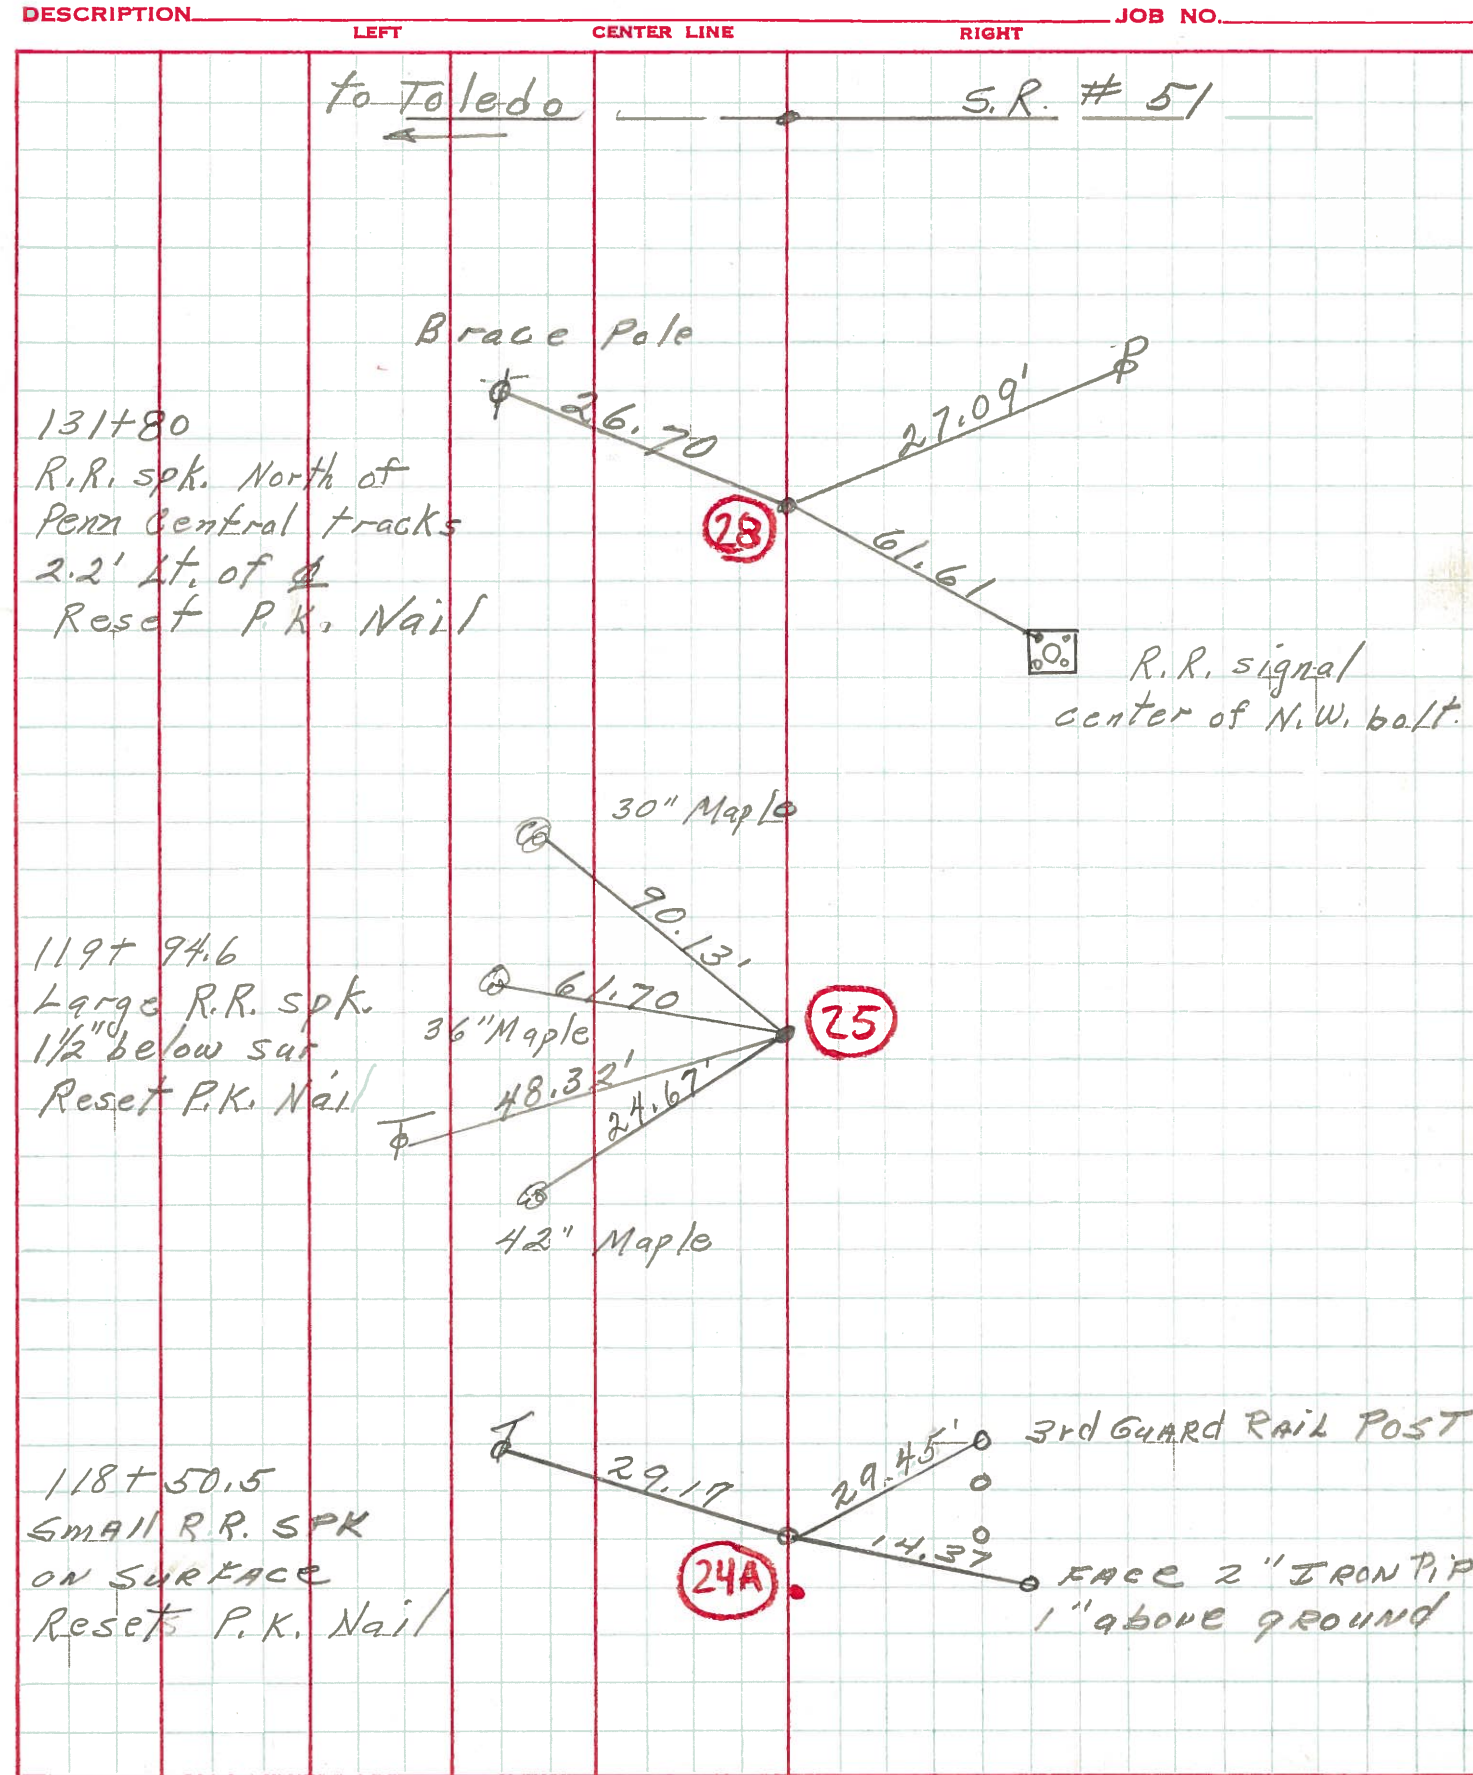 DESCRIPTION JOB NO.
LEFT CENTER LINE RIGHT
to Toledo S.R. # 51
Brace Pole
26.70
27.09'
131+80
R.R. spk. North of
Penn Central tracks
2.2' Lt. of ℄
Reset P.K. Nail
28
61.61
R.R. signal
center of N.W. bolt.
30" Maple
90.13'
119+94.6
Large R.R. spk.
1½" below sur
Reset P.K. Nail
61.70
36" Maple
25
48.32'
24.67'
42" Maple
29.17
29.45'
3rd GUARD RAIL POST
118+50.5
SMAll R.R. SPK
ON SURFACE
Reset P.K. Nail
24A
14.37
FACE 2" IRON PiP
1" above GROUND